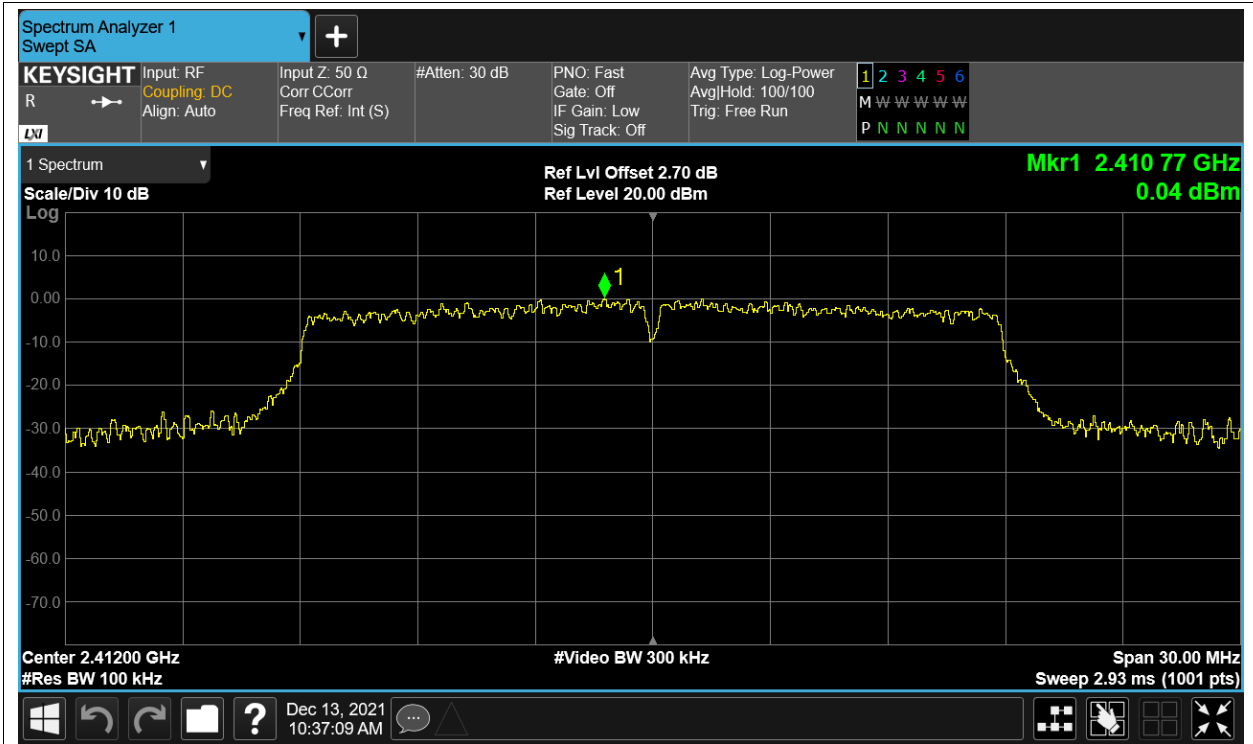 Spectrum Analyzer 1
Swept SA
+
KEYSIGHT
R
LXI
Input: RF
Coupling: DC
Align: Auto
Input Z: 50 Ω
Corr CCorr
Freq Ref: Int (S)
#Atten: 30 dB
PNO: Fast
Gate: Off
IF Gain: Low
Sig Track: Off
Avg Type: Log-Power
Avg|Hold: 100/100
Trig: Free Run
1 2 3 4 5 6
M W W W W W
P N N N N N
1 Spectrum
Scale/Div 10 dB
Ref Lvl Offset 2.70 dB
Ref Level 20.00 dBm
Mkr1 2.410 77 GHz
0.04 dBm
Log
10.0
0.00
-10.0
-20.0
-30.0
-40.0
-50.0
-60.0
-70.0
1
Center 2.41200 GHz
#Res BW 100 kHz
#Video BW 300 kHz
Span 30.00 MHz
Sweep 2.93 ms (1001 pts)
?
Dec 13, 2021
10:37:09 AM